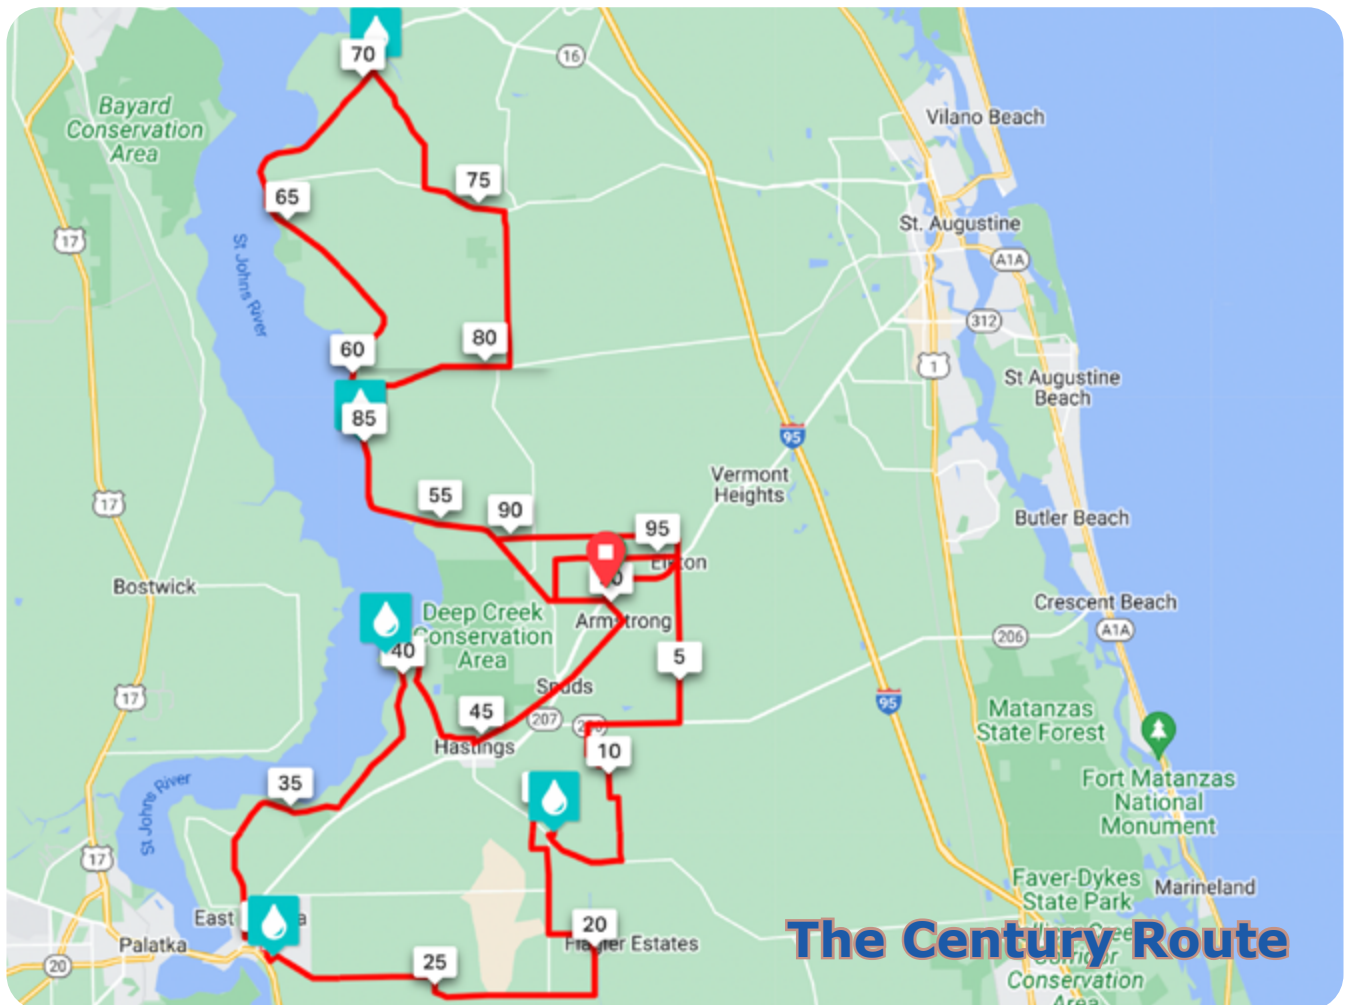 70
16
Bayard
Conservation
Area
Vilano Beach
75
65
St. Augustine
17
A1A
St Johns River
312
80
60
1
St Augustine
Beach
85
95
Vermont
Heights
55
90
17
Butler Beach
95
Elkton
Bostwick
Deep Creek
Conservation
Area
Armstrong
Crescent Beach
A1A
206
40
5
Spuds
17
95
45
207
Hastings
Matanzas
State Forest
10
35
St Johns River
Fort Matanzas
National
Monument
17
Faver-Dykes
State Park
Marineland
East
20
Flagler Estates
Palatka
20
25
The Century Route
Conservation
Area